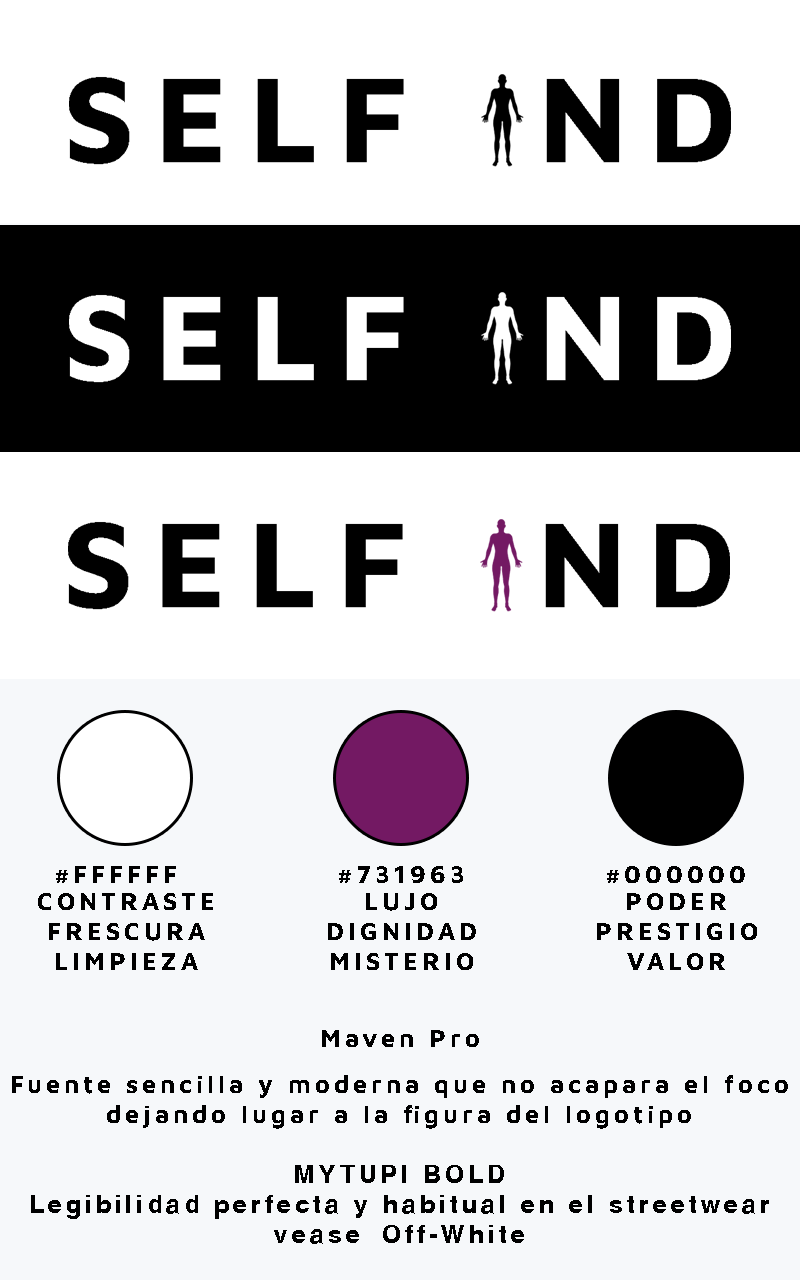 SELF ND
SELF ND
SELF ND
#FFFFFF
CONTRASTE
FRESCURA
LIMPIEZA
#731963
LUJO
DIGNIDAD
MISTERIO
#000000
PODER
PRESTIGIO
VALOR
Maven Pro
Fuente sencilla y moderna que no acapara el foco
dejando lugar a la figura del logotipo
MYTUPI BOLD
Legibilidad perfecta y habitual en el streetwear
vease Off-White